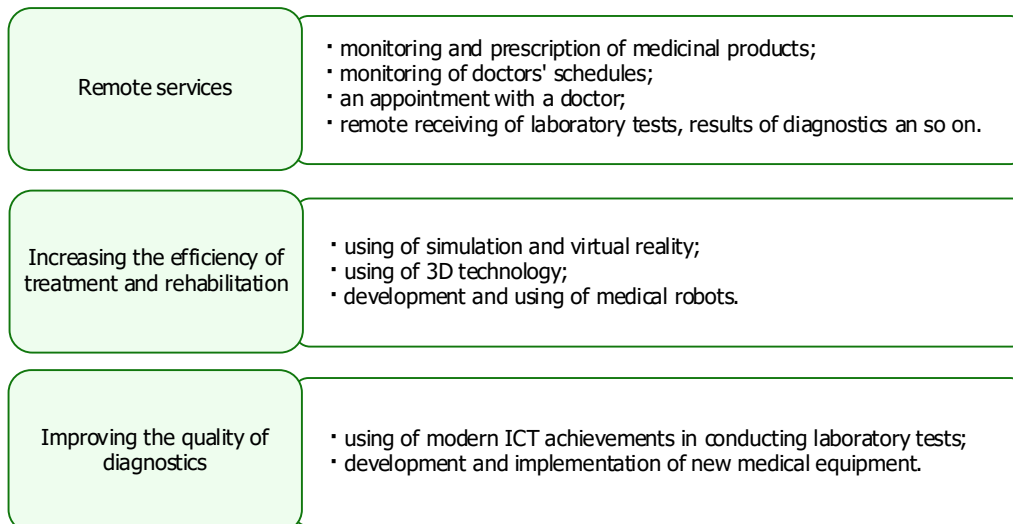 Remote services
· monitoring and prescription of medicinal products;
· monitoring of doctors' schedules;
· an appointment with a doctor;
· remote receiving of laboratory tests, results of diagnostics an so on.
Increasing the efficiency of
treatment and rehabilitation
· using of simulation and virtual reality;
· using of 3D technology;
· development and using of medical robots.
Improving the quality of
diagnostics
· using of modern ICT achievements in conducting laboratory tests;
· development and implementation of new medical equipment.